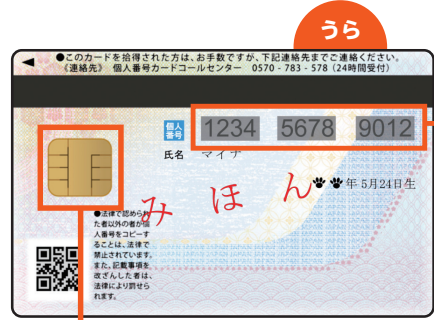 うら
●このカードを拾得された方は、お手数ですが、下記連絡先までご連絡ください。
《連絡先》 個人番号カードコールセンター 0570-783-578 (24時間受付)
個人番号 1234 5678 9012
氏名 マイナ
みほん
年 5月24日生
●法律で認められ
た者以外の者が個
人番号をコピーす
ることは、法律で
禁止されています。
また、記載事項を
改ざんした者は、
法律により罰せら
れます。